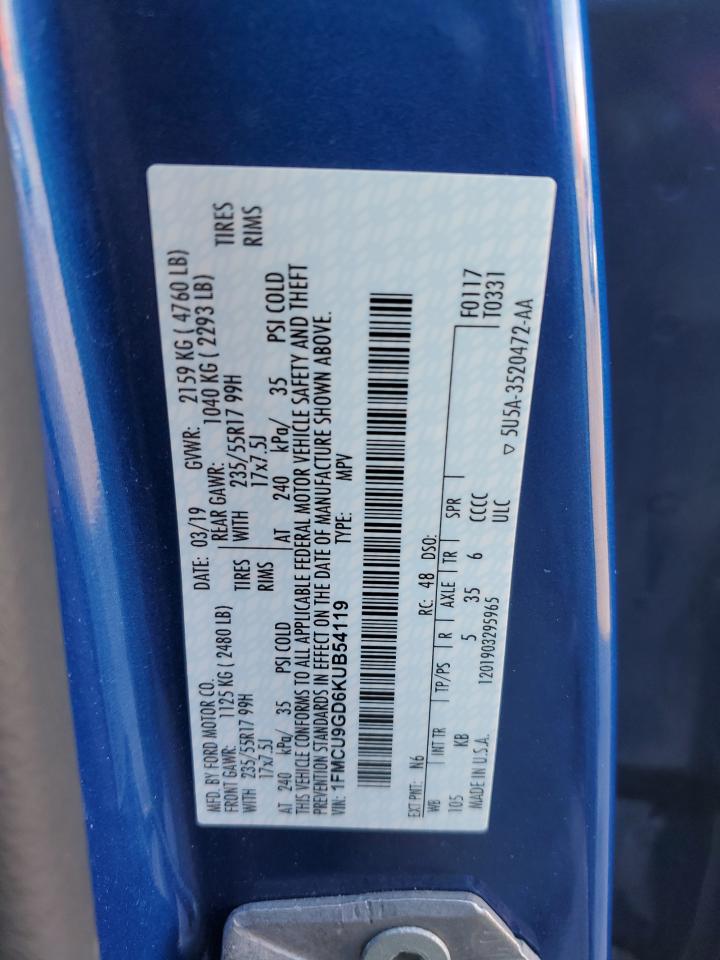 MFD. BY FORD MOTOR CO. DATE: 03/19 GVWR: 2159 KG ( 4760 LB)
FRONT GAWR: 1125 KG ( 2480 LB) REAR GAWR: 1040 KG ( 2293 LB)
WITH 235/55R17 99H TIRES WITH 235/55R17 99H TIRES
17x7.5J RIMS 17x7.5J RIMS
AT 240 kPa/ 35 PSI COLD AT 240 kPa/ 35 PSI COLD
THIS VEHICLE CONFORMS TO ALL APPLICABLE FEDERAL MOTOR VEHICLE SAFETY AND THEFT
PREVENTION STANDARDS IN EFFECT ON THE DATE OF MANUFACTURE SHOWN ABOVE.
VIN: 1FMCU9GD6KUB54119 TYPE: MPV
EXT PNT: N6 RC: 48 DSO: F0117
WB INT TR TP/PS R AXLE TR SPR T0331
105 KB 5 35 6 CCCC
MADE IN U.S.A. 1201903295965 ULC ▽ 5U5A-3520472-AA